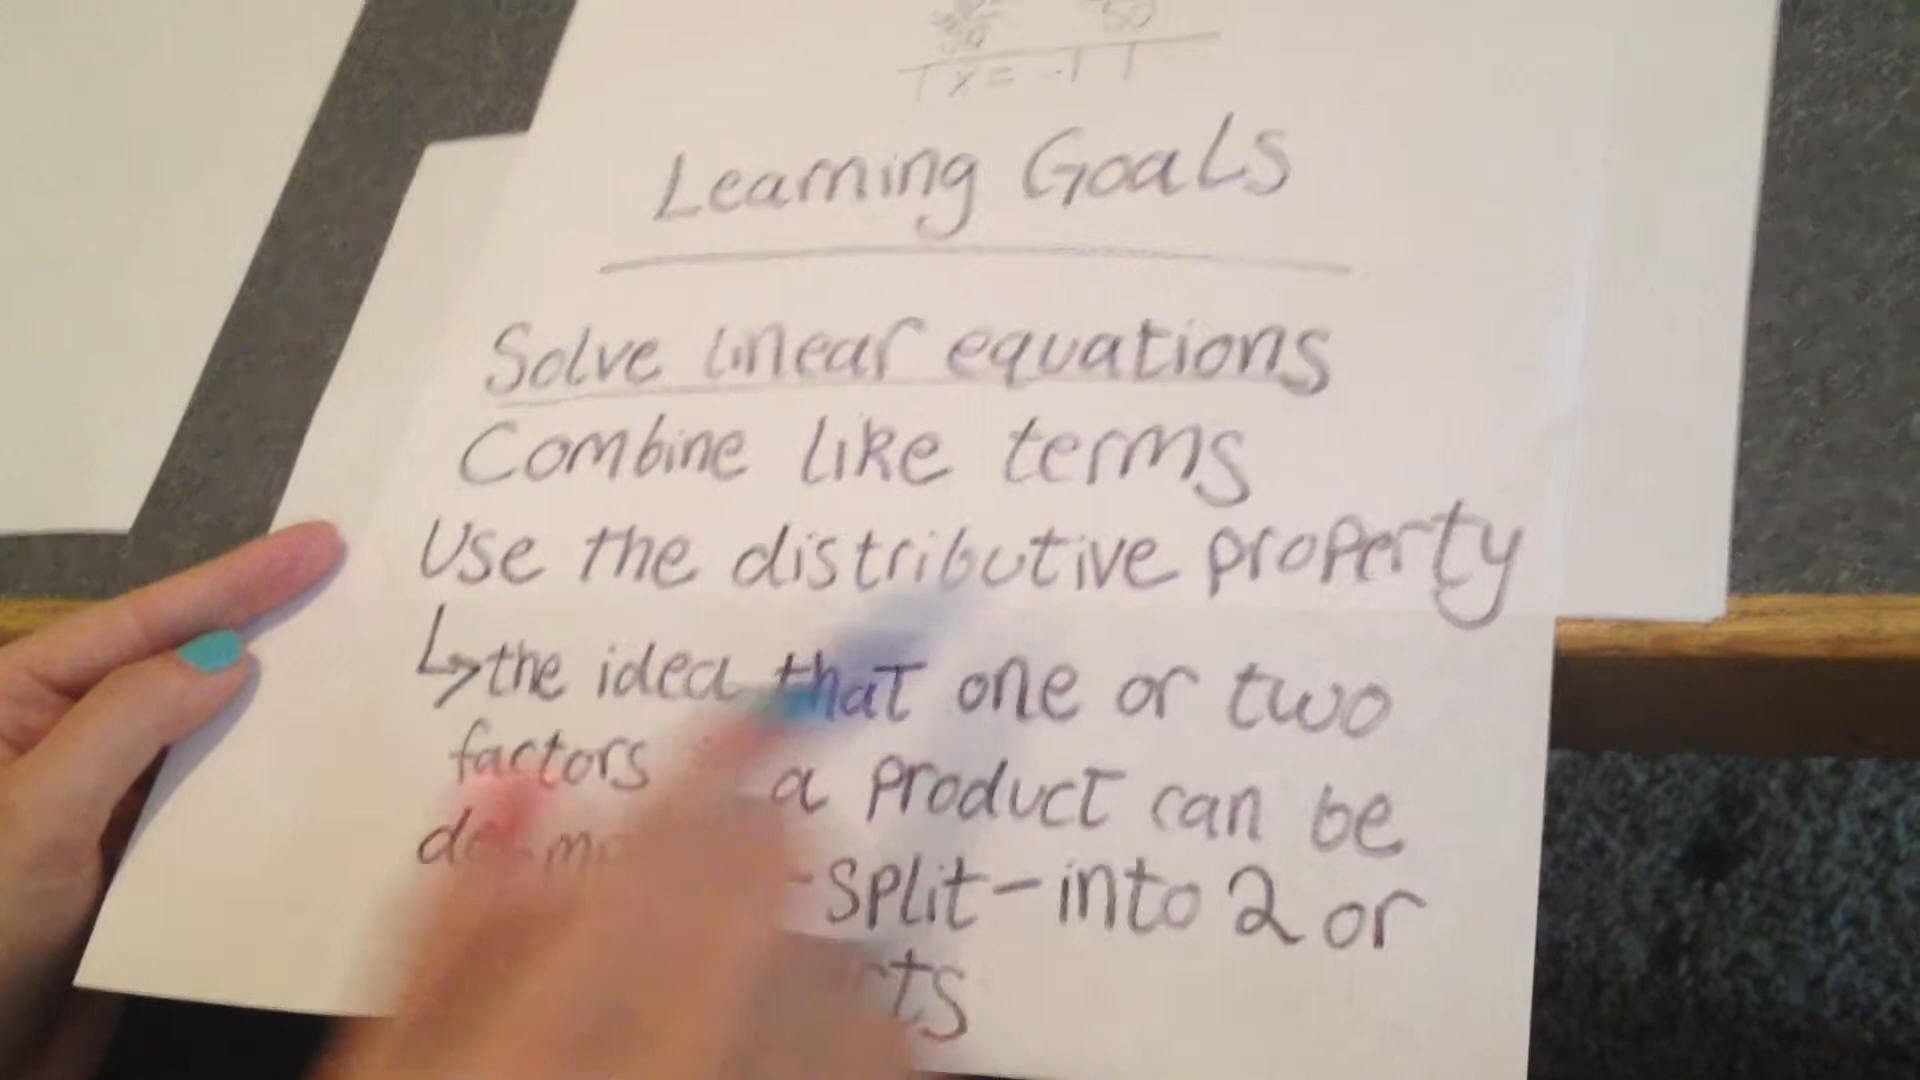 x =
Learning Goals
Solve linear equations
Combine like terms
Use the distributive property
↳ the idea that one or two
factors a product can be
-split-into 2 or